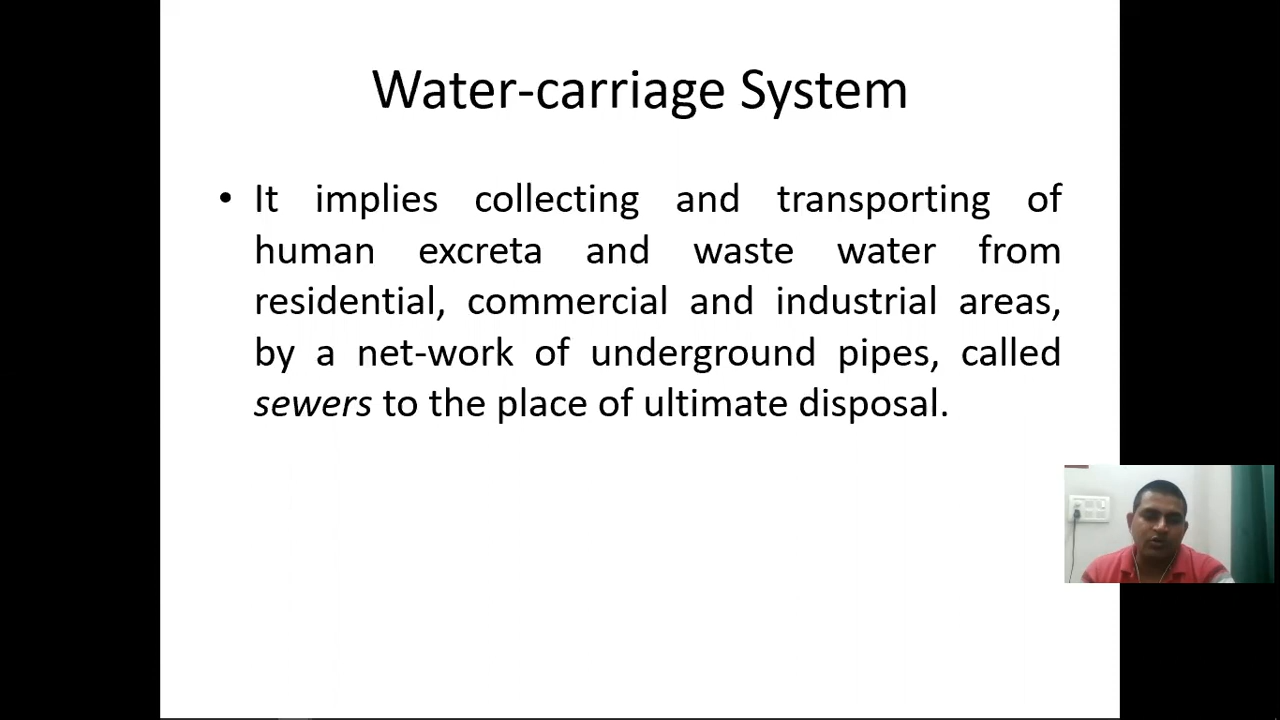 Water-carriage System
• It implies collecting and transporting of
human excreta and waste water from
residential, commercial and industrial areas,
by a net-work of underground pipes, called
sewers to the place of ultimate disposal.